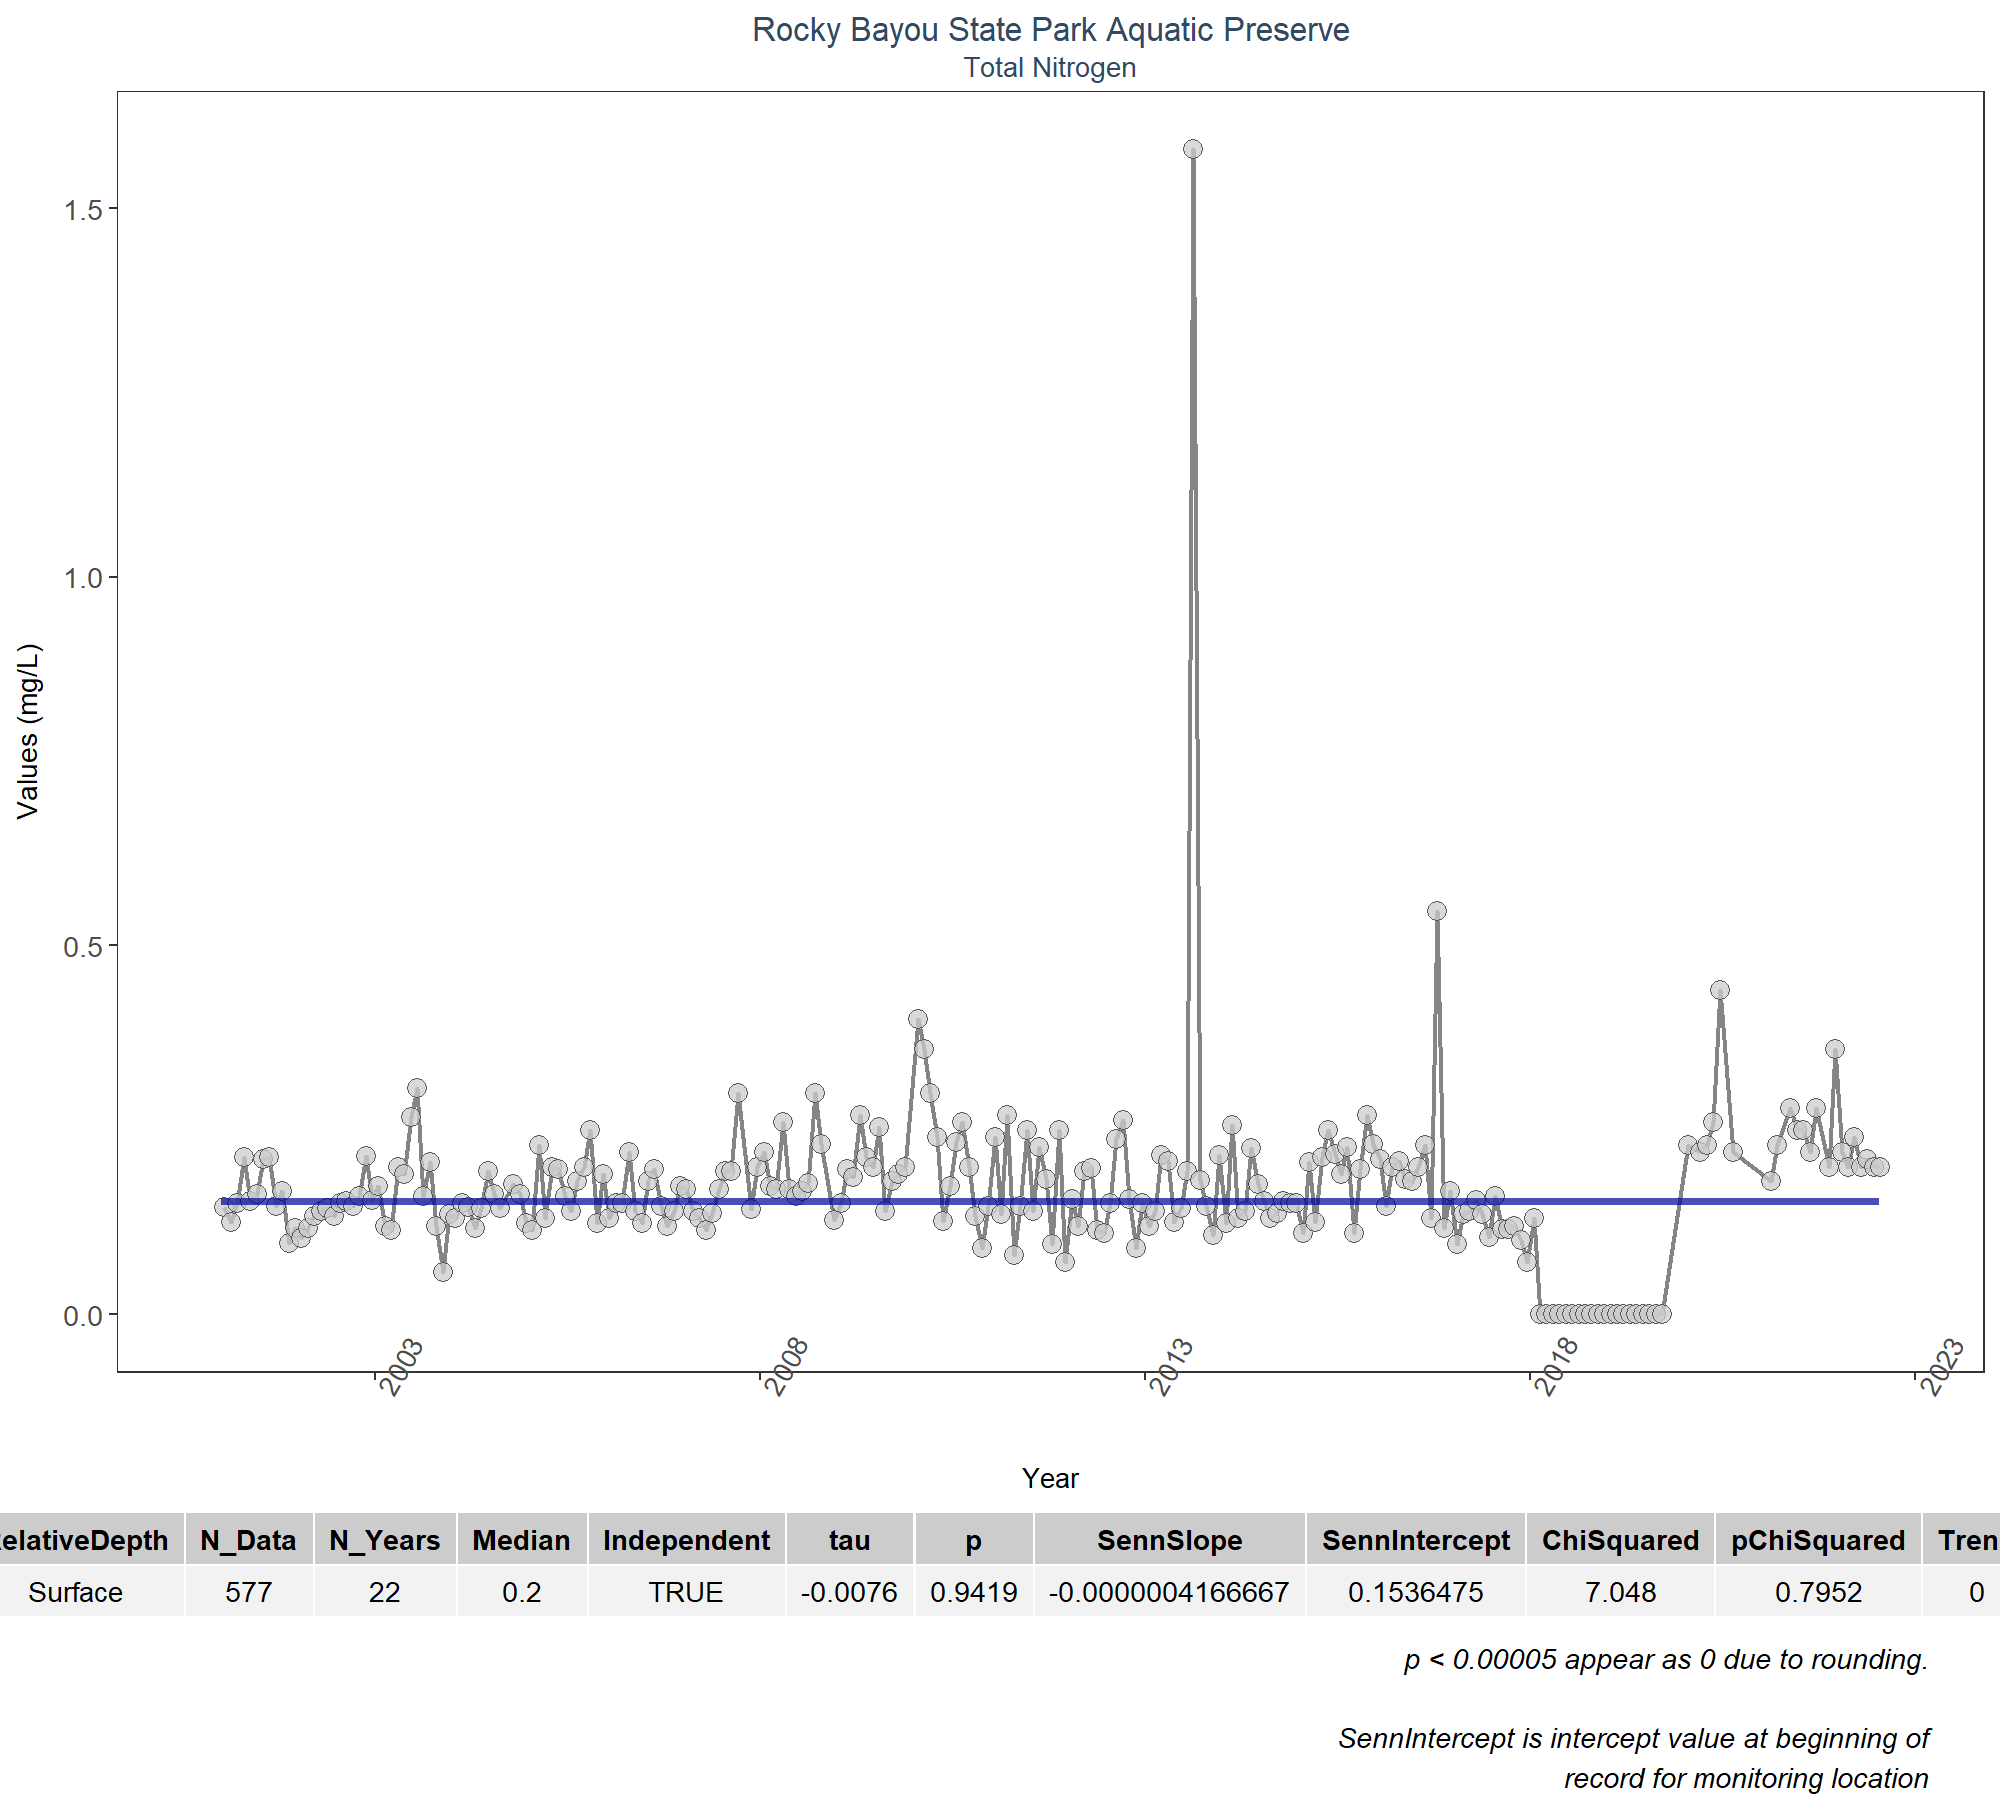 Rocky Bayou State Park Aquatic Preserve
Total Nitrogen
Values (mg/L)
1.5
1.0
0.5
0.0
2003 2008 2013 2018 2023
Year
elativeDepth N_Data N_Years Median Independent tau p SennSlope SennIntercept ChiSquared pChiSquared Tren
Surface 577 22 0.2 TRUE -0.0076 0.9419 -0.0000004166667 0.1536475 7.048 0.7952 0
p < 0.00005 appear as 0 due to rounding.
SennIntercept is intercept value at beginning of
record for monitoring location